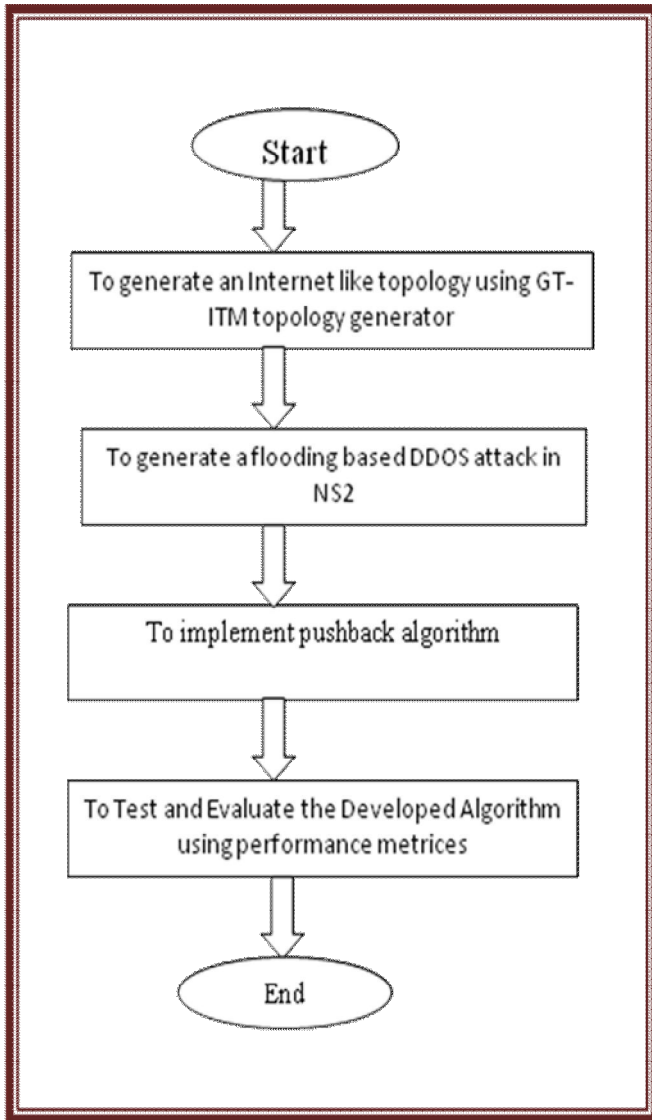 Start
To generate an Internet like topology using GT-
ITM topology generator
To generate a flooding based DDOS attack in
NS2
To implement pushback algorithm
To Test and Evaluate the Developed Algorithm
using performance metrices
End